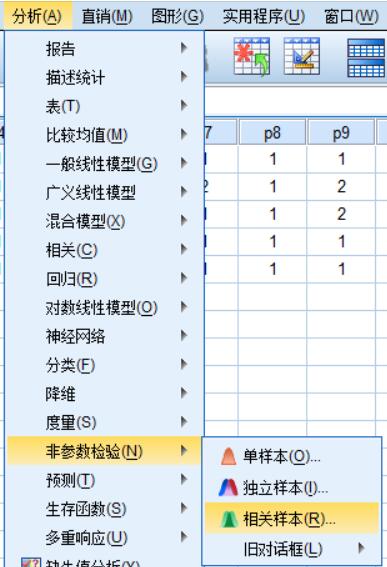 分析(A) 直销(M) 图形(G) 实用程序(U) 窗口(W)
报告
描述统计
表(T)
比较均值(M)
一般线性模型(G)
广义线性模型
混合模型(X)
相关(C)
回归(R)
对数线性模型(O)
神经网络
分类(F)
降维
度量(S)
非参数检验(N)
预测(T)
生存函数(S)
多重响应(U)
缺失值分析(Y)...
7 p8 p9
1 1
2 1 2
1 2
1 1
1 1
单样本(O)...
独立样本(I)...
相关样本(R)...
旧对话框(L)